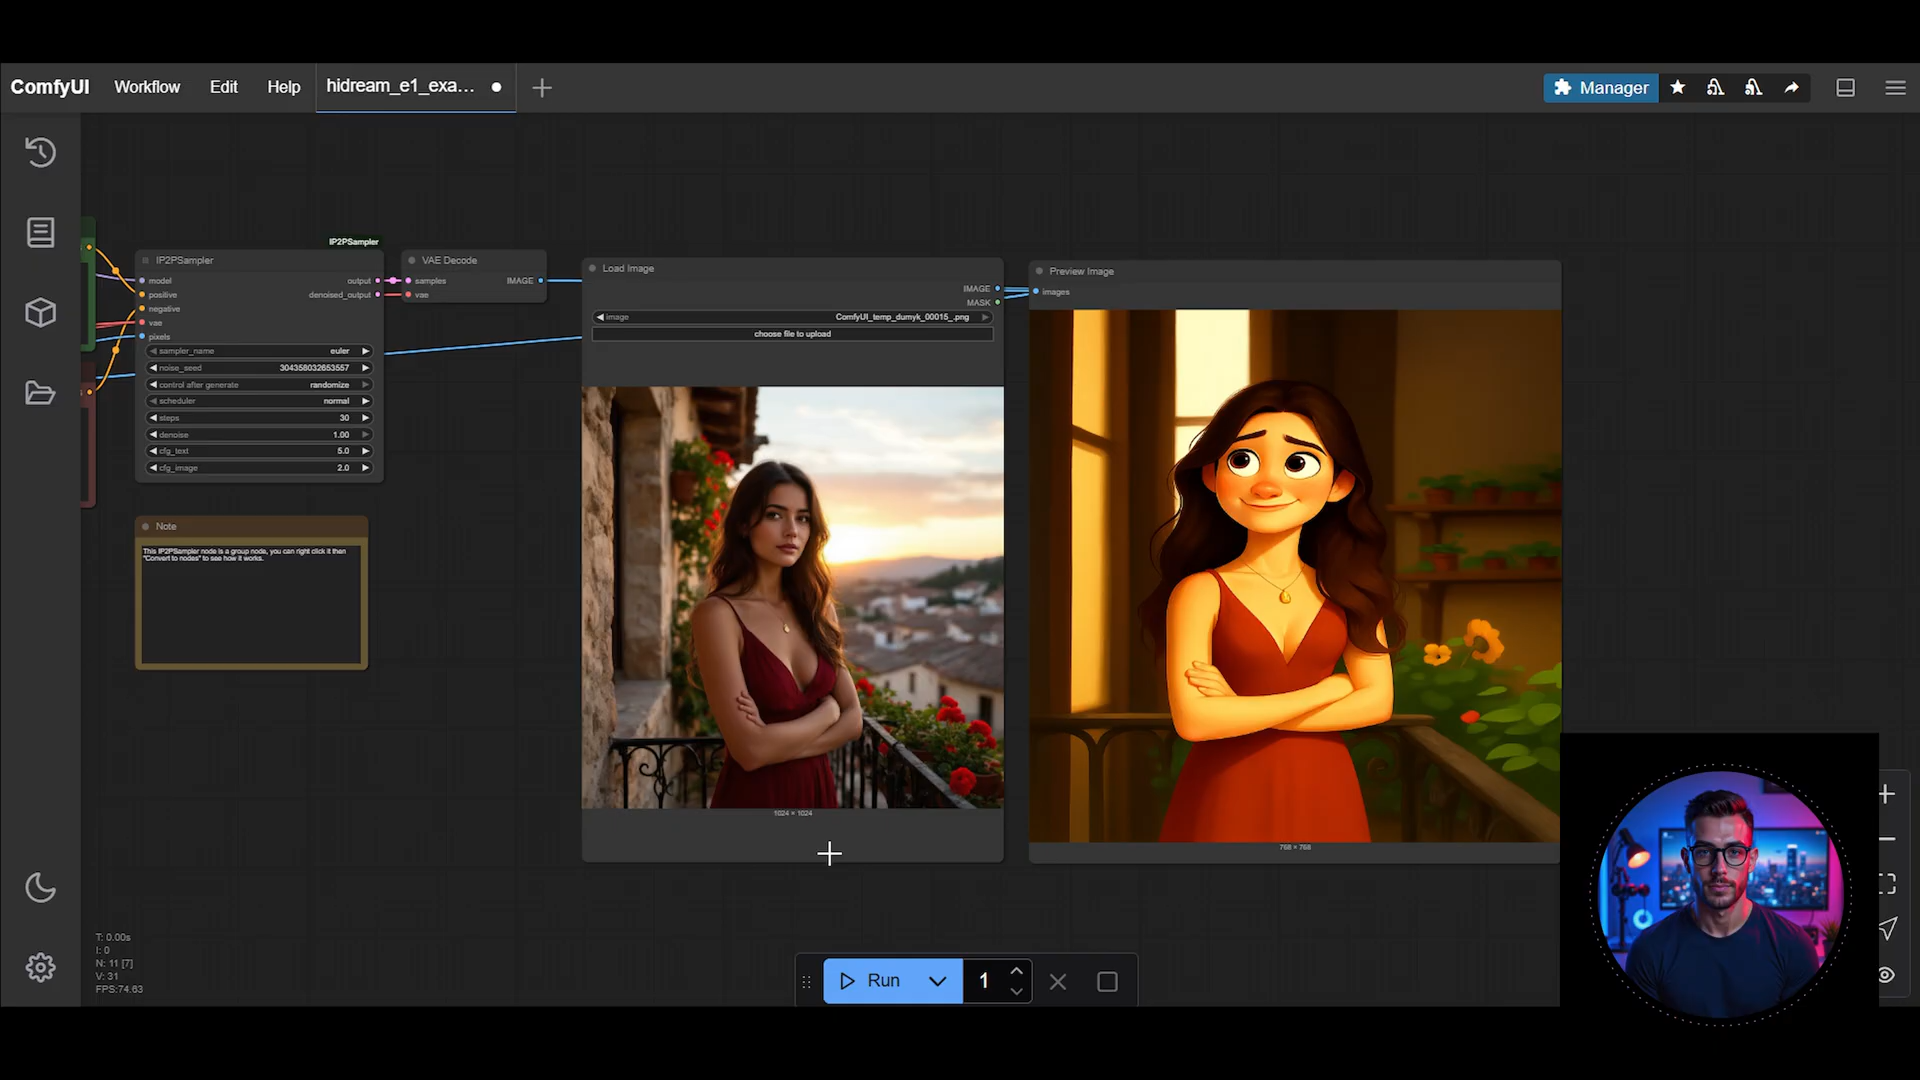 ComfyUI Workflow Edit Help hidream_e1_exa... Manager
IP2PSampler
IP2PSampler
model output
positive denoised_output
negative
vae
pixels
sampler_name euler
noise_seed 304358032653557
control after generate randomize
scheduler normal
steps 30
denoise 1.00
cfg_text 5.0
cfg_image 2.0
VAE Decode
samples IMAGE
vae
Note
This IP2PSampler node is a group node, you can right click it then
"Convert to nodes" to see how it works.
Load Image
IMAGE
MASK
image ComfyUI_temp_dumyk_00015_.png
choose file to upload
1024 × 1024
Preview Image
images
768 × 768
T: 0.00s
I: 0
N: 11 [7]
V: 31
FPS:74.63
Run 1